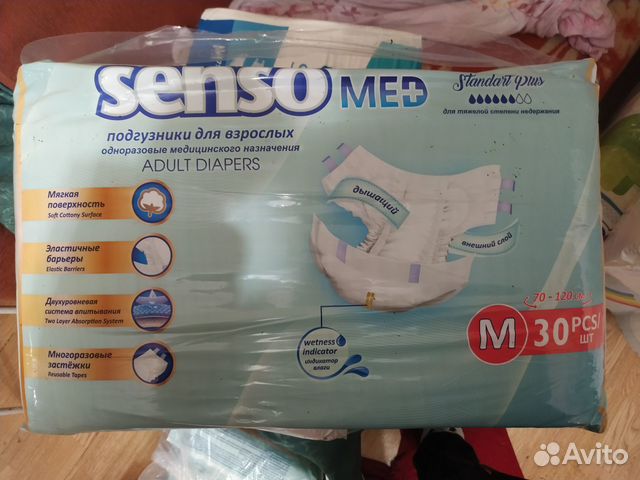 senso MED
Standart Plus
для тяжелой степени недержания
подгузники для взрослых
одноразовые медицинского назначения
ADULT DIAPERS
Мягкая
поверхность
Soft Cottony Surface
Эластичные
барьеры
Elastic Barriers
Двухуровневая
система впитывания
Two Layer Absorption System
Многоразовые
застёжки
Reusable Tapes
дышащий
внешний слой
wetness
indicator
индикатор
влаги
70 - 120 см
M 30 PCS/
ШТ
Avito